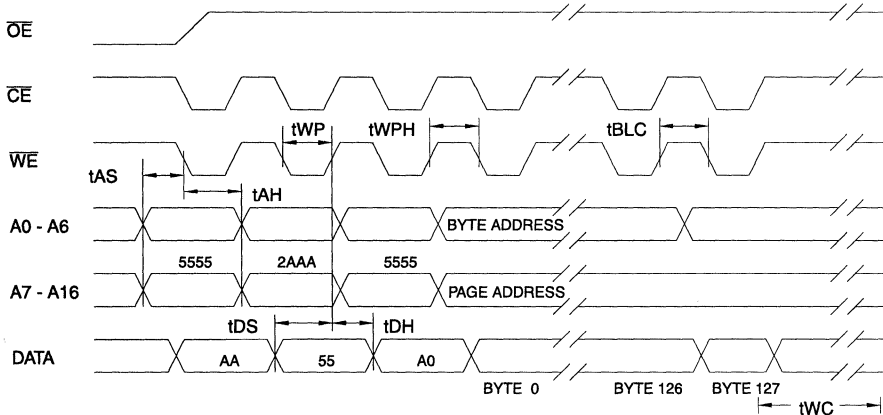 OE
CE
tWP tWPH tBLC
WE
tAS
tAH
A0 - A6 BYTE ADDRESS
5555 2AAA 5555
A7 - A16 PAGE ADDRESS
tDS tDH
DATA AA 55 A0
BYTE 0 BYTE 126 BYTE 127
tWC